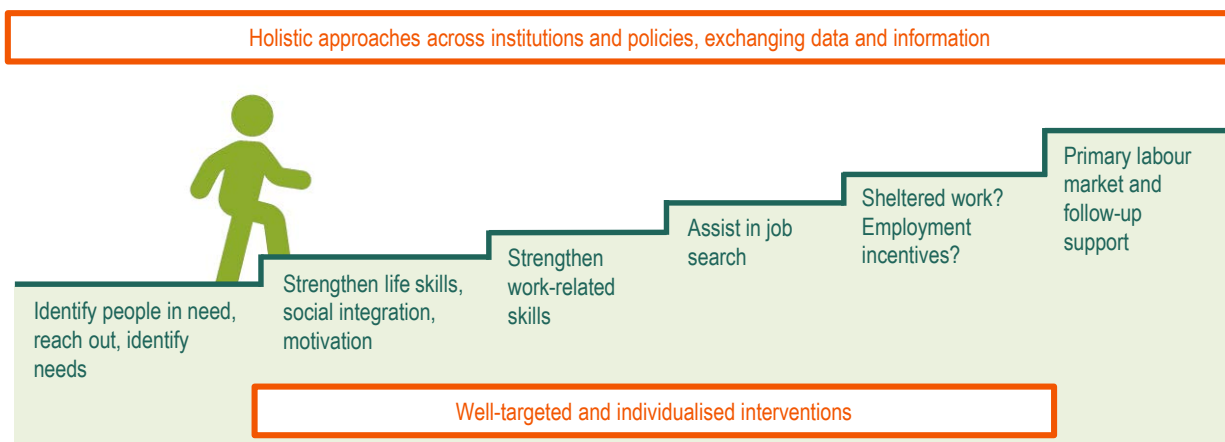 Holistic approaches across institutions and policies, exchanging data and information
Identify people in need,
reach out, identify
needs
Strengthen life skills,
social integration,
motivation
Strengthen
work-related
skills
Assist in job
search
Sheltered work?
Employment
incentives?
Primary labour
market and
follow-up
support
Well-targeted and individualised interventions